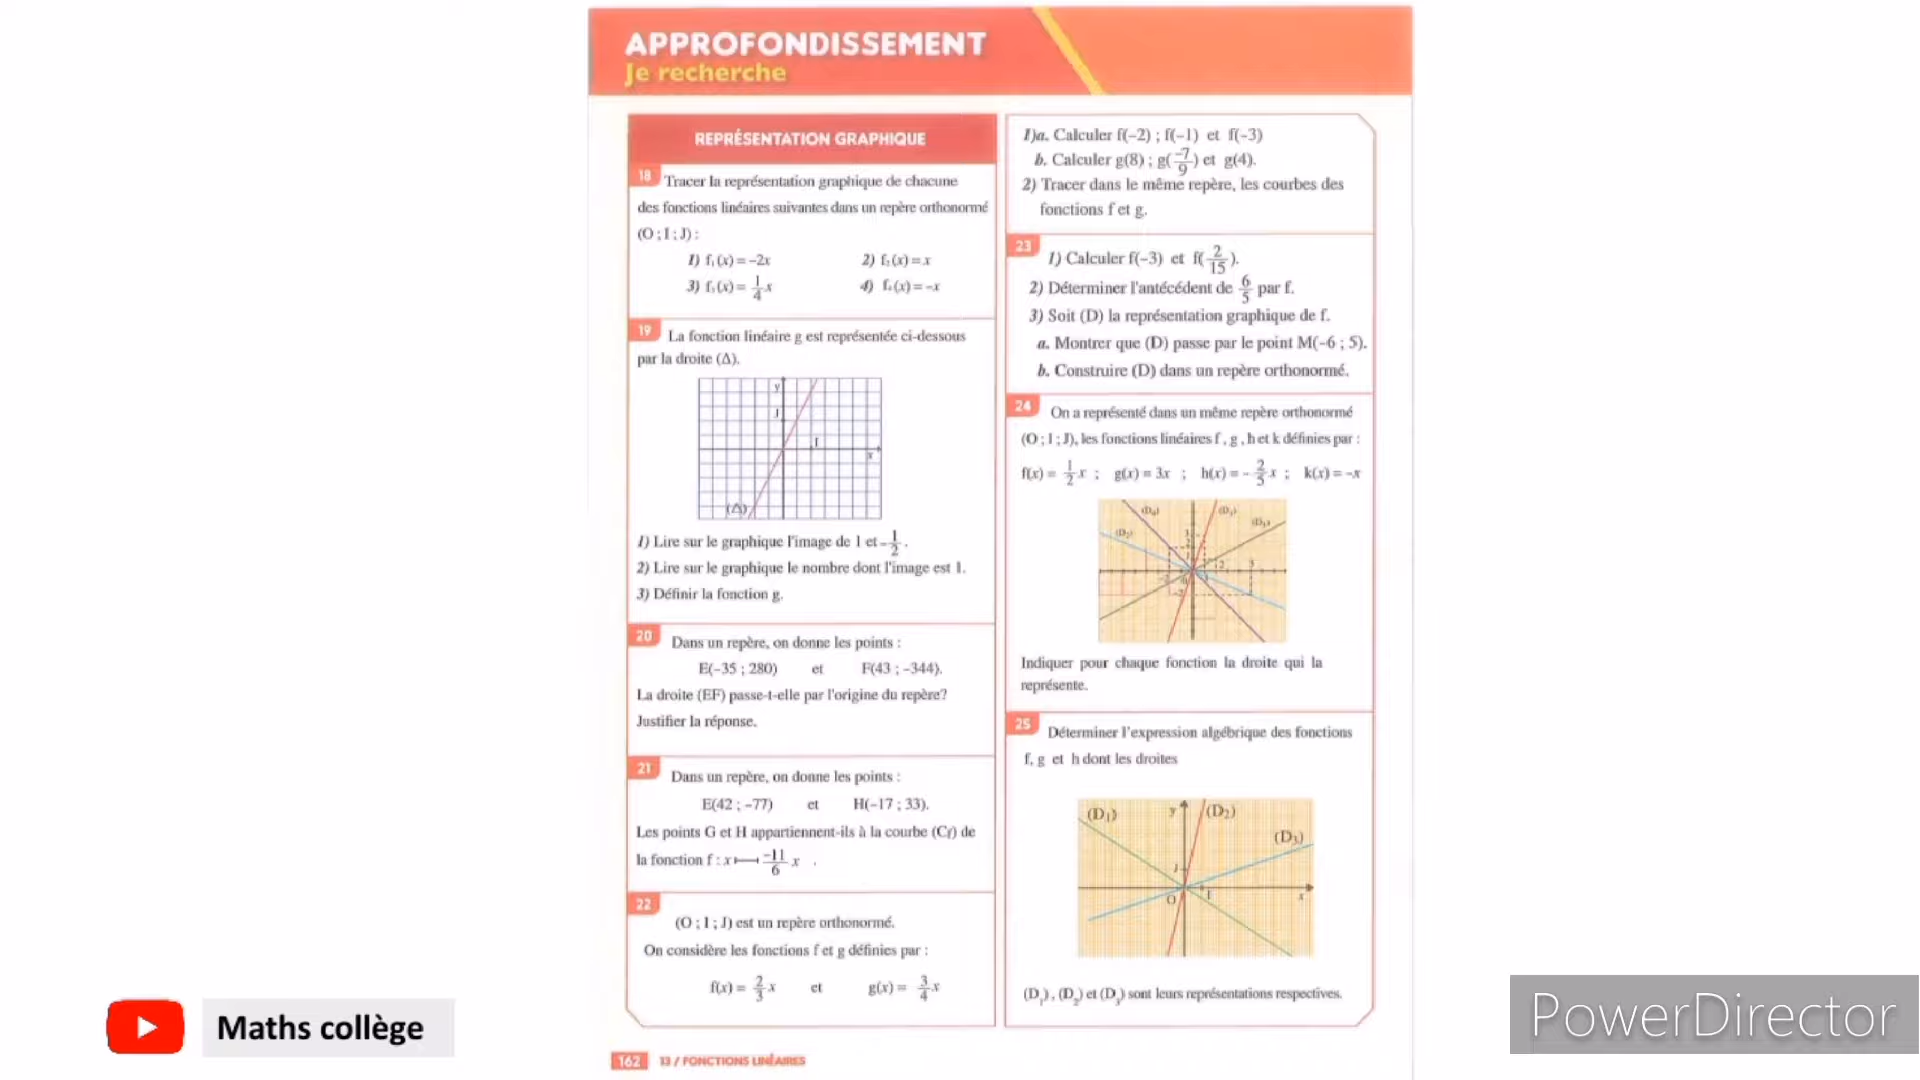 APPROFONDISSEMENT
Je recherche
REPRÉSENTATION GRAPHIQUE
18 Tracer la représentation graphique de chacune
des fonctions linéaires suivantes dans un repère orthonormé
(O ; I ; J) :
1) f₁(x) = -2x 2) f₂(x) = x
3) f₃(x) = 1/4 x 4) f₄(x) = -x
19 La fonction linéaire g est représentée ci-dessous
par la droite (Δ).
y
J
I
x
(Δ)
1) Lire sur le graphique l'image de 1 et -1/2 .
2) Lire sur le graphique le nombre dont l'image est 1.
3) Définir la fonction g.
20 Dans un repère, on donne les points :
E(-35 ; 280) et F(43 ; -344).
La droite (EF) passe-t-elle par l'origine du repère?
Justifier la réponse.
21 Dans un repère, on donne les points :
E(42 ; -77) et H(-17 ; 33).
Les points G et H appartiennent-ils à la courbe (Cf) de
la fonction f : x ⟼ -11/6 x .
22
(O ; I ; J) est un repère orthonormé.
On considère les fonctions f et g définies par :
f(x) = 2/3 x et g(x) = 3/4 x
162 13 / FONCTIONS LINÉAIRES
1)a. Calculer f(-2) ; f(-1) et f(-3)
b. Calculer g(8) ; g(-7/9) et g(4).
2) Tracer dans le même repère, les courbes des
fonctions f et g.
23 1) Calculer f(-3) et f(2/15).
2) Déterminer l'antécédent de 6/5 par f.
3) Soit (D) la représentation graphique de f.
a. Montrer que (D) passe par le point M(-6 ; 5).
b. Construire (D) dans un repère orthonormé.
24 On a représenté dans un même repère orthonormé
(O ; I ; J), les fonctions linéaires f , g , h et k définies par :
f(x) = 1/2 x ; g(x) = 3x ; h(x) = - 2/3 x ; k(x) = -x
Indiquer pour chaque fonction la droite qui la
représente.
25 Déterminer l'expression algébrique des fonctions
f, g et h dont les droites
(D₁) y (D₂)
(D₃)
J
O I x
(D₁) , (D₂) et (D₃) sont leurs représentations respectives.
Maths collège
PowerDirector